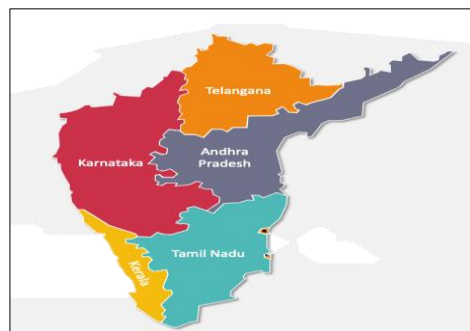 Telangana
Andhra
Pradesh
Karnataka
Tamil Nadu
Kerala